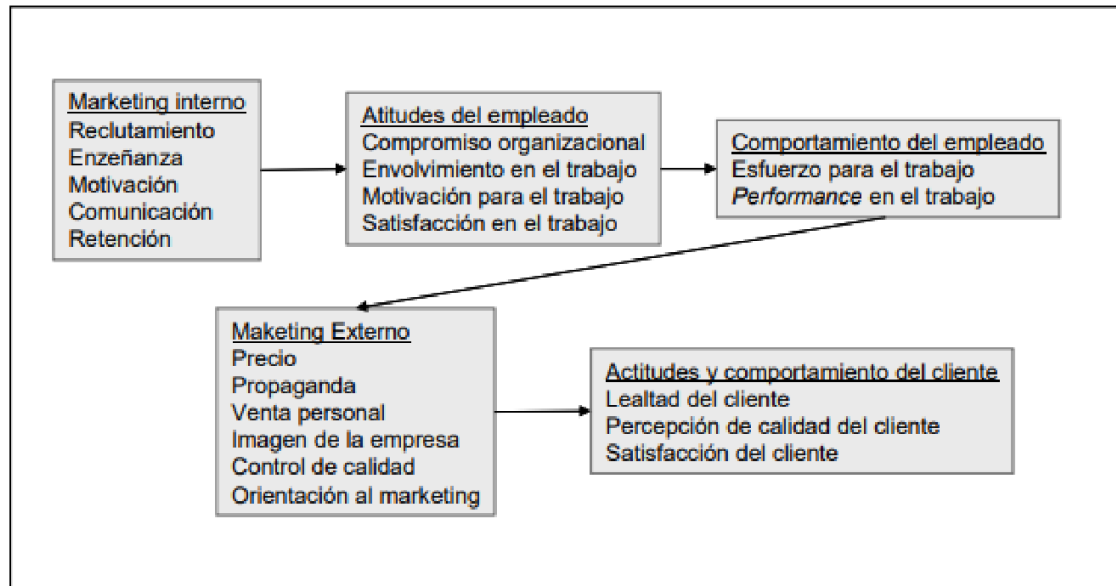 Marketing interno
Reclutamiento
Enzeñanza
Motivación
Comunicación
Retención
Atitudes del empleado
Compromiso organizacional
Envolvimiento en el trabajo
Motivación para el trabajo
Satisfacción en el trabajo
Comportamiento del empleado
Esfuerzo para el trabajo
Performance en el trabajo
Maketing Externo
Precio
Propaganda
Venta personal
Imagen de la empresa
Control de calidad
Orientación al marketing
Actitudes y comportamiento del cliente
Lealtad del cliente
Percepción de calidad del cliente
Satisfacción del cliente